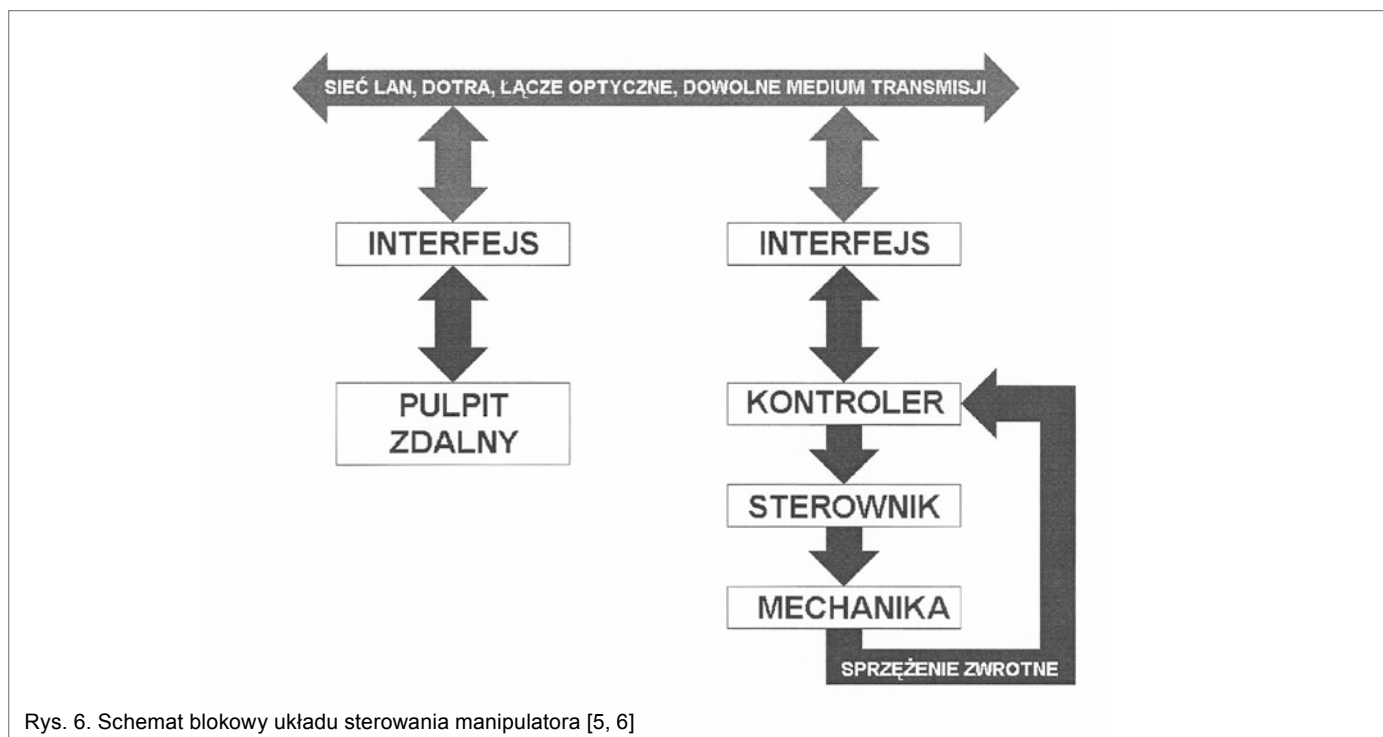 SIEĆ LAN, DOTRA, ŁĄCZE OPTYCZNE, DOWOLNE MEDIUM TRANSMISJI
INTERFEJS
INTERFEJS
PULPIT
ZDALNY
KONTROLER
STEROWNIK
MECHANIKA
SPRZĘŻENIE ZWROTNE
Rys. 6. Schemat blokowy układu sterowania manipulatora [5, 6]